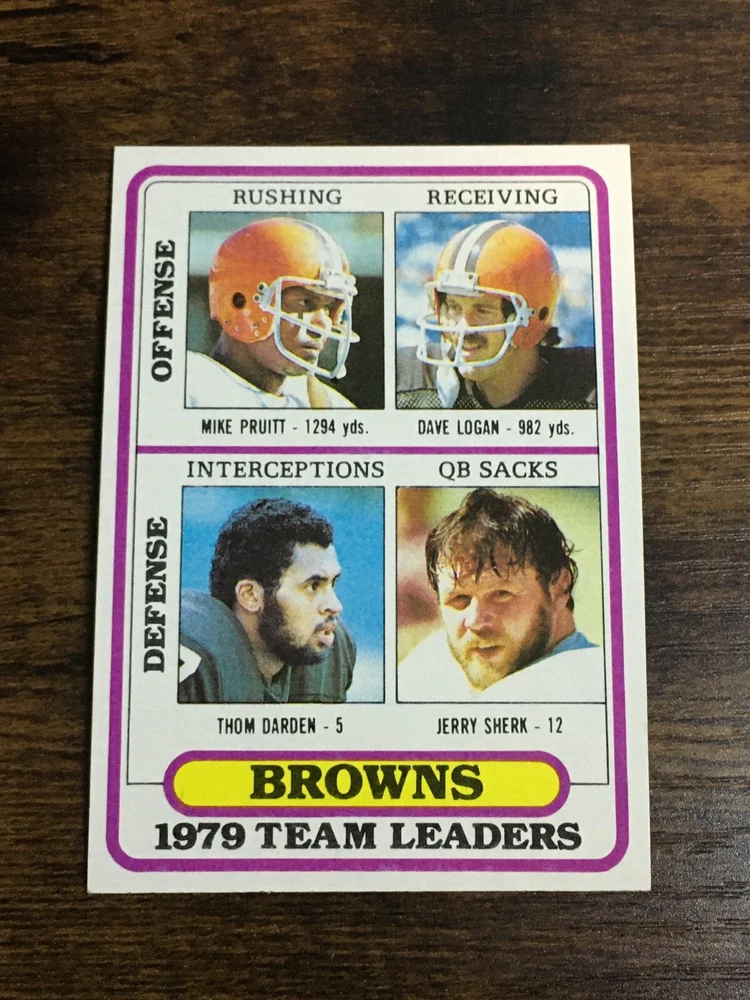 OFFENSE
RUSHING
RECEIVING
MIKE PRUITT - 1294 yds.
DAVE LOGAN - 982 yds.
DEFENSE
INTERCEPTIONS
QB SACKS
THOM DARDEN - 5
JERRY SHERK - 12
BROWNS
1979 TEAM LEADERS